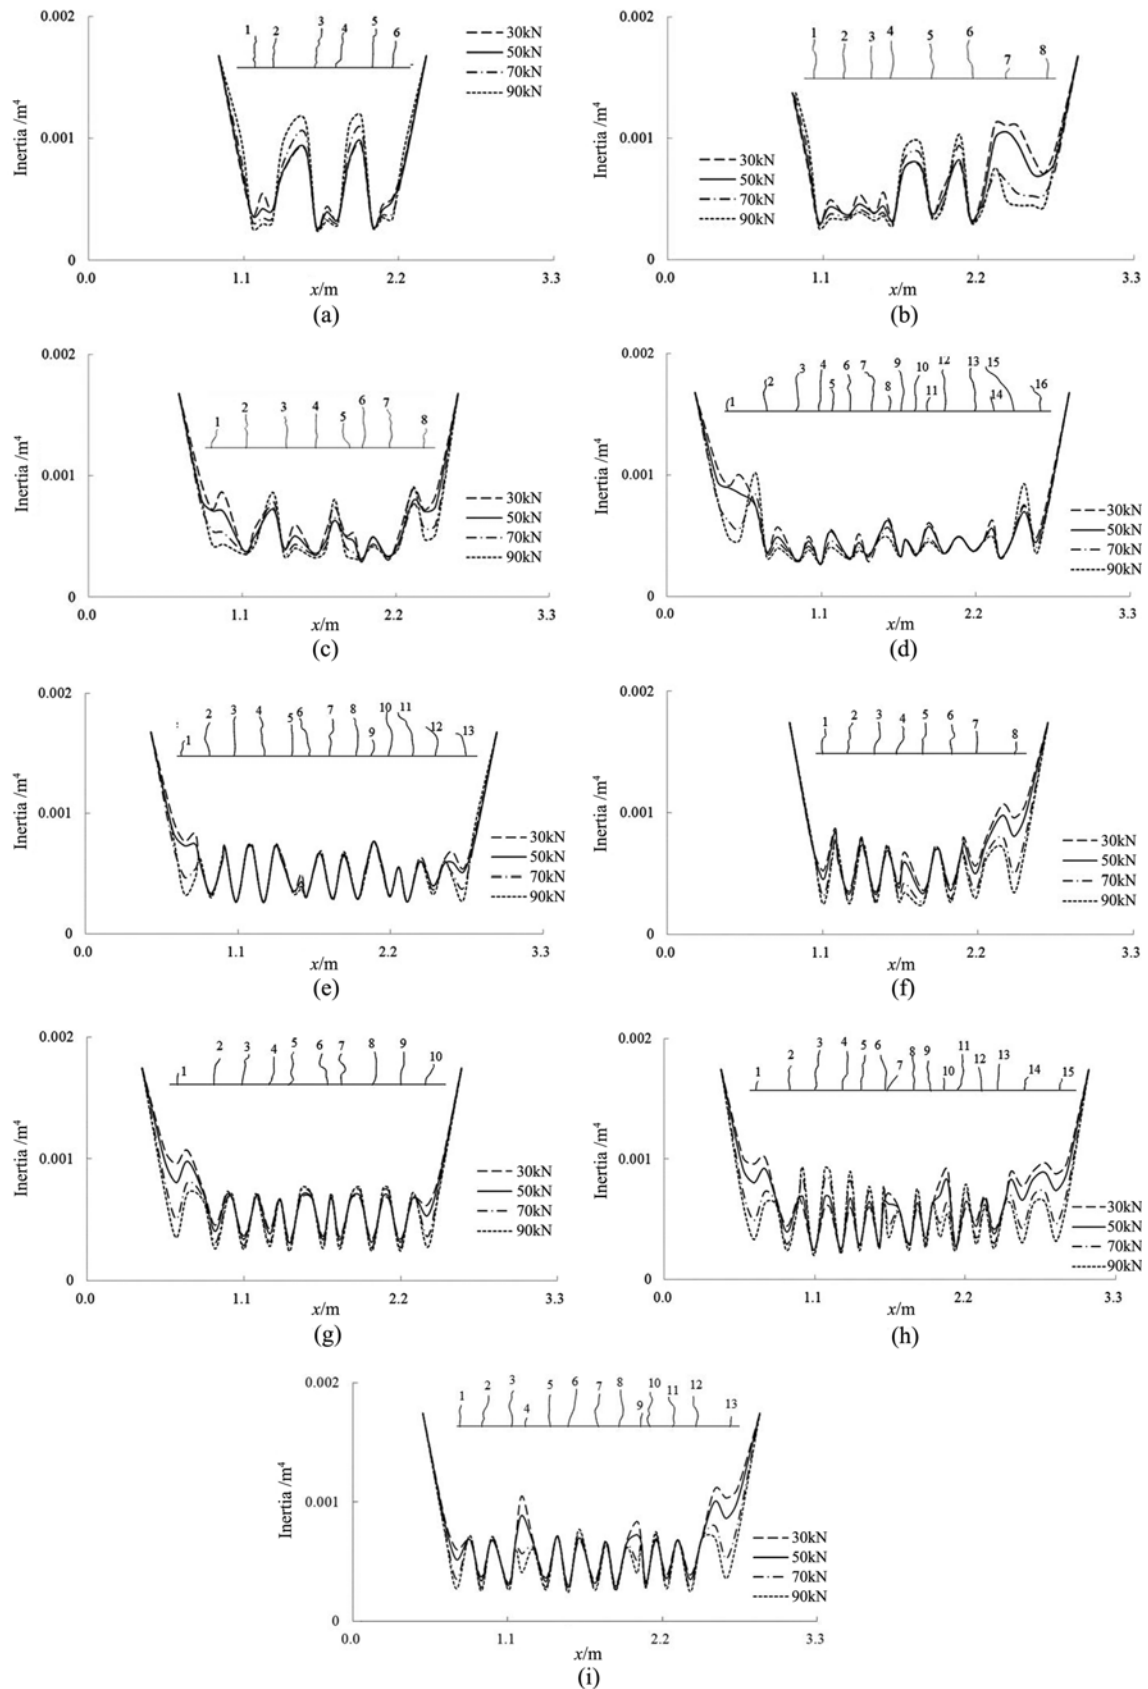 0.002
1 2 3 4 5 6
30kN
50kN
70kN
90kN
Inertia /m⁴
0.001
0
0.0 1.1 2.2 3.3
x/m
(a)
0.002
1 2 3 4 5 6 7 8
Inertia /m⁴
0.001
30kN
50kN
70kN
90kN
0
0.0 1.1 2.2 3.3
x/m
(b)
0.002
1 2 3 4 5 6 7 8
Inertia /m⁴
0.001
30kN
50kN
70kN
90kN
0
0.0 1.1 2.2 3.3
x/m
(c)
0.002
1 2 3 4 5 6 7 8 9 10 11 12 13 14 15 16
Inertia /m⁴
0.001
30kN
50kN
70kN
90kN
0
0.0 1.1 2.2 3.3
x/m
(d)
0.002
1 2 3 4 5 6 7 8 9 10 11 12 13
Inertia /m⁴
0.001
30kN
50kN
70kN
90kN
0
0.0 1.1 2.2 3.3
x/m
(e)
0.002
1 2 3 4 5 6 7 8
Inertia /m⁴
0.001
30kN
50kN
70kN
90kN
0
0.0 1.1 2.2 3.3
x/m
(f)
0.002
1 2 3 4 5 6 7 8 9 10
Inertia /m⁴
0.001
30kN
50kN
70kN
90kN
0
0.0 1.1 2.2 3.3
x/m
(g)
0.002
1 2 3 4 5 6 7 8 9 10 11 12 13 14 15
Inertia /m⁴
0.001
30kN
50kN
70kN
90kN
0
0.0 1.1 2.2 3.3
x/m
(h)
0.002
1 2 3 4 5 6 7 8 9 10 11 12 13
Inertia /m⁴
0.001
30kN
50kN
70kN
90kN
0
0.0 1.1 2.2 3.3
x/m
(i)